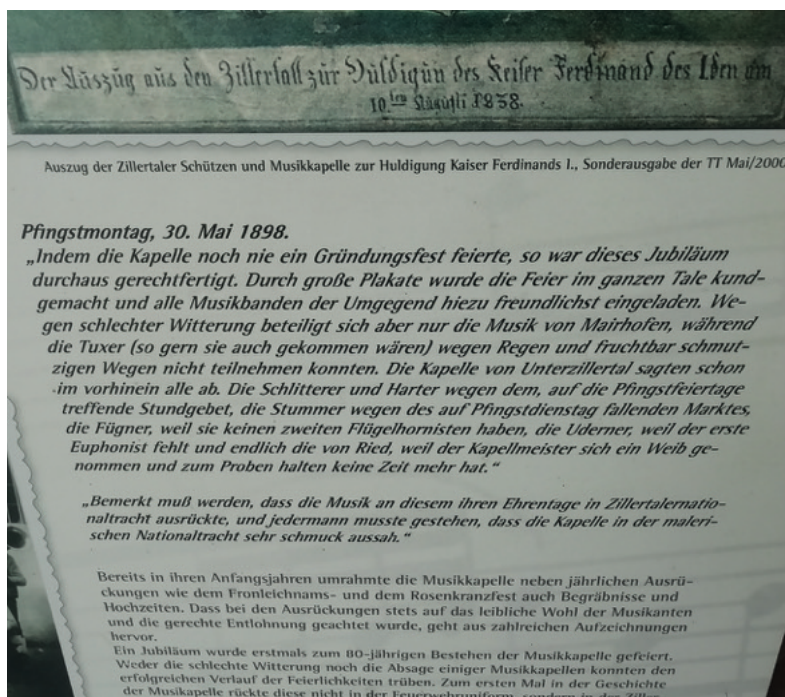 Der Auszug aus den Zillerfall zur Huldigun des Keiser Ferdinand des I.ten am
10.ten Augusti 1838.
Auszug der Zillertaler Schützen und Musikkapelle zur Huldigung Kaiser Ferdinands I., Sonderausgabe der TT Mai/2000
Pfingstmontag, 30. Mai 1898.
„Indem die Kapelle noch nie ein Gründungsfest feierte, so war dieses Jubiläum
durchaus gerechtfertigt. Durch große Plakate wurde die Feier im ganzen Tale kund-
gemacht und alle Musikbanden der Umgegend hiezu freundlichst eingeladen. We-
gen schlechter Witterung beteiligt sich aber nur die Musik von Mairhofen, während
die Tuxer (so gern sie auch gekommen wären) wegen Regen und fruchtbar schmut-
zigen Wegen nicht teilnehmen konnten. Die Kapelle von Unterzillertal sagten schon
im vorhinein alle ab. Die Schlitterer und Harter wegen dem, auf die Pfingstfeiertage
treffende Stundgebet, die Stummer wegen des auf Pfingstdienstag fallenden Marktes,
die Fügner, weil sie keinen zweiten Flügelhornisten haben, die Uderner, weil der erste
Euphonist fehlt und endlich die von Ried, weil der Kapellmeister sich ein Weib ge-
nommen und zum Proben halten keine Zeit mehr hat.“
„Bemerkt muß werden, dass die Musik an diesem ihren Ehrentage in Zillertalernatio-
naltracht ausrückte, und jedermann musste gestehen, dass die Kapelle in der maleri-
schen Nationaltracht sehr schmuck aussah.“
Bereits in ihren Anfangsjahren umrahmte die Musikkapelle neben jährlichen Ausrü-
ckungen wie dem Fronleichnams- und dem Rosenkranzfest auch Begräbnisse und
Hochzeiten. Dass bei den Ausrückungen stets auf das leibliche Wohl der Musikanten
und die gerechte Entlohnung geachtet wurde, geht aus zahlreichen Aufzeichnungen
hervor.
Ein Jubiläum wurde erstmals zum 80-jährigen Bestehen der Musikkapelle gefeiert.
Weder die schlechte Witterung noch die Absage einiger Musikkapellen konnten den
erfolgreichen Verlauf der Feierlichkeiten trüben. Zum ersten Mal in der Geschichte
der Musikkapelle rückte diese nicht in der Feuerwehruniform, sondern in der Ziller-